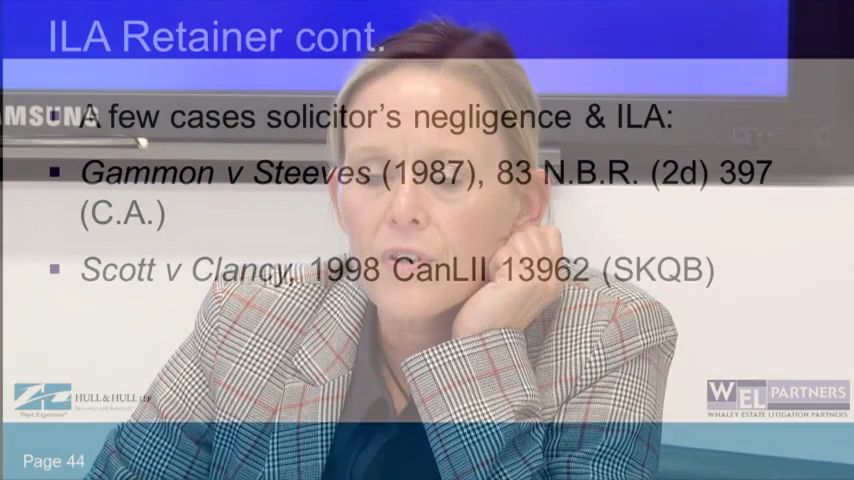 ILA Retainer cont.
AMSUNG
▪ A few cases solicitor's negligence & ILA:
▪ Gammon v Steeves (1987), 83 N.B.R. (2d) 397
(C.A.)
▪ Scott v Clancy, 1998 CanLII 13962 (SKQB)
HULL & HULL LLP
WEL PARTNERS
WHALEY ESTATE LITIGATION PARTNERS
Page 44